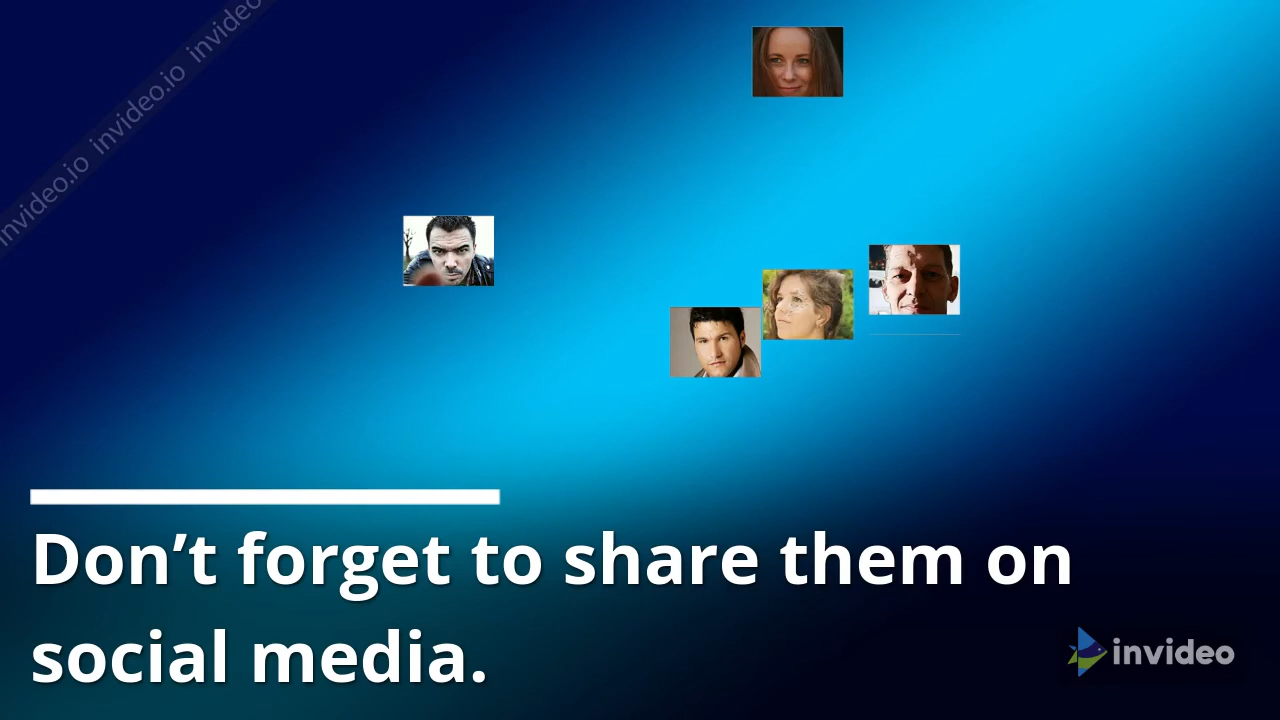 invideo.io invideo.io invideo
Don’t forget to share them on
social media.
invideo